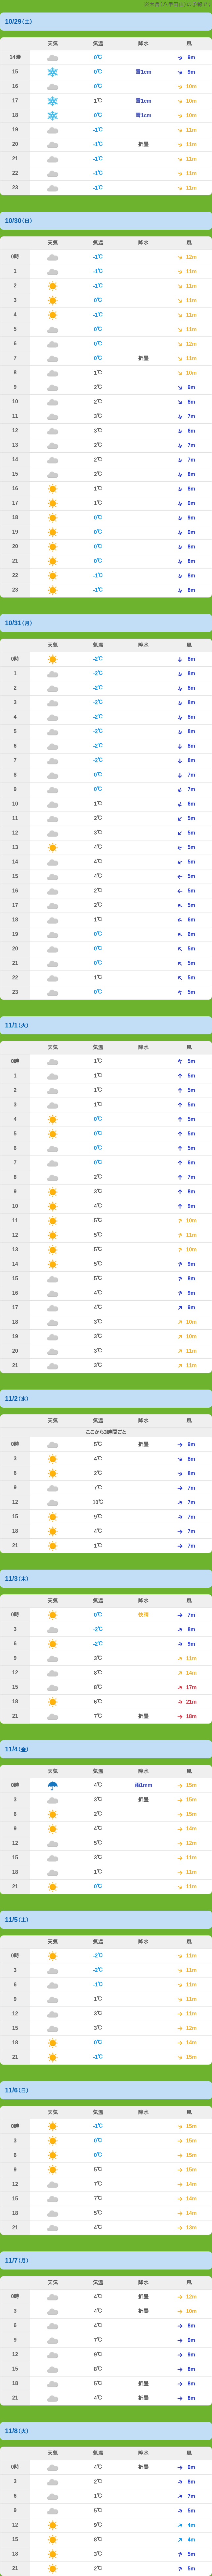 10/29(土)
天気 気温 降水 風
14時 0℃ 9m
15 0℃ 雪1cm 9m
16 0℃ 10m
17 1℃ 雪1cm 10m
18 0℃ 雪1cm 10m
19 -1℃ 11m
20 -1℃ 折曇 11m
21 -1℃ 11m
22 -1℃ 11m
23 -1℃ 11m
10/30(日)
天気 気温 降水 風
0時 -1℃ 12m
1 -1℃ 11m
2 -1℃ 11m
3 0℃ 11m
4 -1℃ 11m
5 0℃ 11m
6 0℃ 12m
7 0℃ 折曇 11m
8 1℃ 10m
9 2℃ 9m
10 2℃ 8m
11 3℃ 7m
12 3℃ 6m
13 2℃ 7m
14 2℃ 7m
15 2℃ 8m
16 1℃ 8m
17 1℃ 9m
18 0℃ 9m
19 0℃ 9m
20 0℃ 8m
21 0℃ 8m
22 -1℃ 8m
23 -1℃ 8m
10/31(月)
天気 気温 降水 風
0時 -2℃ 8m
1 -2℃ 8m
2 -2℃ 8m
3 -2℃ 8m
4 -2℃ 8m
5 -2℃ 8m
6 -2℃ 8m
7 -2℃ 8m
8 0℃ 7m
9 0℃ 7m
10 1℃ 6m
11 2℃ 5m
12 3℃ 5m
13 4℃ 5m
14 4℃ 5m
15 4℃ 5m
16 2℃ 5m
17 2℃ 5m
18 1℃ 6m
19 0℃ 6m
20 0℃ 5m
21 0℃ 5m
22 1℃ 5m
23 0℃ 5m
11/1(火)
天気 気温 降水 風
0時 1℃ 5m
1 1℃ 5m
2 1℃ 5m
3 1℃ 5m
4 0℃ 5m
5 0℃ 5m
6 0℃ 5m
7 0℃ 6m
8 2℃ 7m
9 3℃ 8m
10 4℃ 9m
11 5℃ 10m
12 5℃ 11m
13 5℃ 10m
14 5℃ 9m
15 5℃ 8m
16 4℃ 9m
17 4℃ 9m
18 3℃ 10m
19 3℃ 10m
20 3℃ 11m
21 3℃ 11m
11/2(水)
天気 気温 降水 風
ここから3時間ごと
0時 5℃ 折曇 9m
3 4℃ 8m
6 2℃ 8m
9 7℃ 7m
12 10℃ 7m
15 9℃ 7m
18 4℃ 7m
21 1℃ 7m
11/3(木)
天気 気温 降水 風
0時 0℃ 快晴 7m
3 -2℃ 8m
6 -2℃ 9m
9 3℃ 11m
12 8℃ 14m
15 8℃ 17m
18 6℃ 21m
21 7℃ 折曇 18m
11/4(金)
天気 気温 降水 風
0時 4℃ 雨1mm 15m
3 3℃ 折曇 15m
6 2℃ 15m
9 4℃ 14m
12 5℃ 12m
15 3℃ 11m
18 1℃ 11m
21 0℃ 11m
11/5(土)
天気 気温 降水 風
0時 -2℃ 11m
3 -2℃ 11m
6 -1℃ 11m
9 1℃ 11m
12 3℃ 11m
15 3℃ 12m
18 0℃ 14m
21 -1℃ 15m
11/6(日)
天気 気温 降水 風
0時 -1℃ 15m
3 0℃ 15m
6 0℃ 15m
9 5℃ 15m
12 7℃ 14m
15 7℃ 14m
18 5℃ 14m
21 4℃ 13m
11/7(月)
天気 気温 降水 風
0時 4℃ 折曇 12m
3 4℃ 折曇 10m
6 4℃ 8m
9 7℃ 9m
12 9℃ 9m
15 8℃ 8m
18 5℃ 折曇 8m
21 4℃ 折曇 8m
11/8(火)
天気 気温 降水 風
0時 4℃ 折曇 9m
3 2℃ 8m
6 1℃ 7m
9 5℃ 5m
12 9℃ 4m
15 8℃ 4m
18 3℃ 5m
21 2℃ 5m